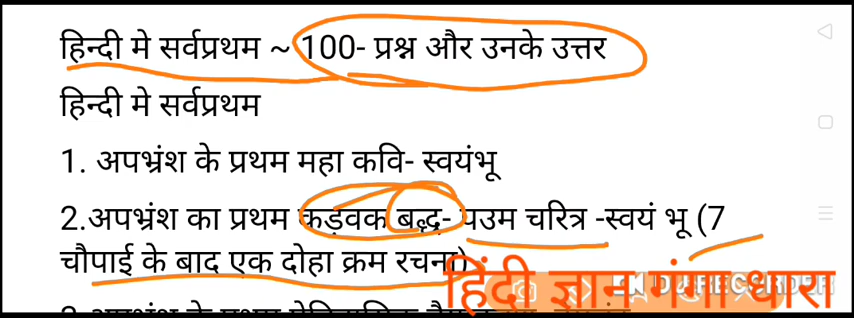 हिन्दी मे सर्वप्रथम ~ 100- प्रश्न और उनके उत्तर
हिन्दी मे सर्वप्रथम
1. अपभ्रंश के प्रथम महा कवि- स्वयंभू
2.अपभ्रंश का प्रथम कड़वक बद्ध- पउम चरित्र -स्वयं भू (7
चौपाई के बाद एक दोहा क्रम रचना)
हिंदी ज्ञान गंगा धारा
RECORDER